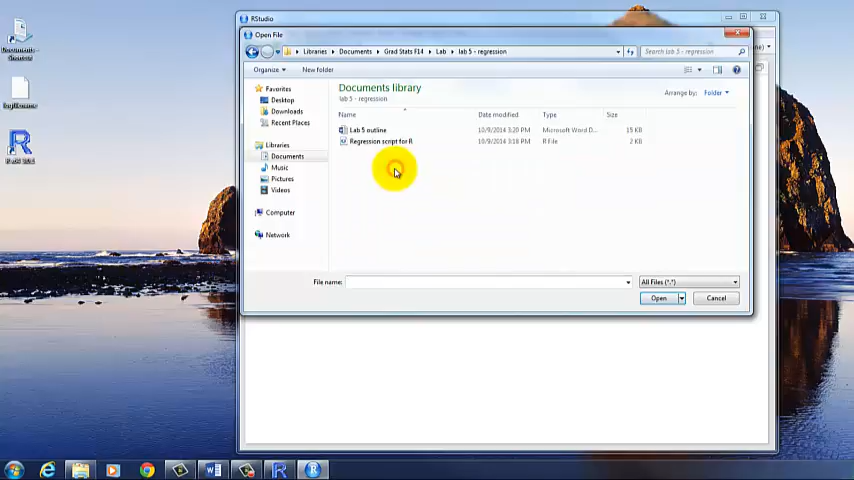 RStudio
Open File
Libraries
Documents
Grad Stats F14
Lab
lab 5 - regression
Search lab 5 - regression
Organize
New folder
Documents library
lab 5 - regression
Arrange by: Folder
Name
Date modified
Type
Size
Lab 5 outline
10/9/2014 3:20 PM
Microsoft Word D...
15 KB
Regression script for R
10/9/2014 3:18 PM
R File
2 KB
Favorites
Desktop
Downloads
Recent Places
Libraries
Documents
Music
Pictures
Videos
Computer
Network
File name:
All Files (*.*)
Open
Cancel
Documents -
Shortcut